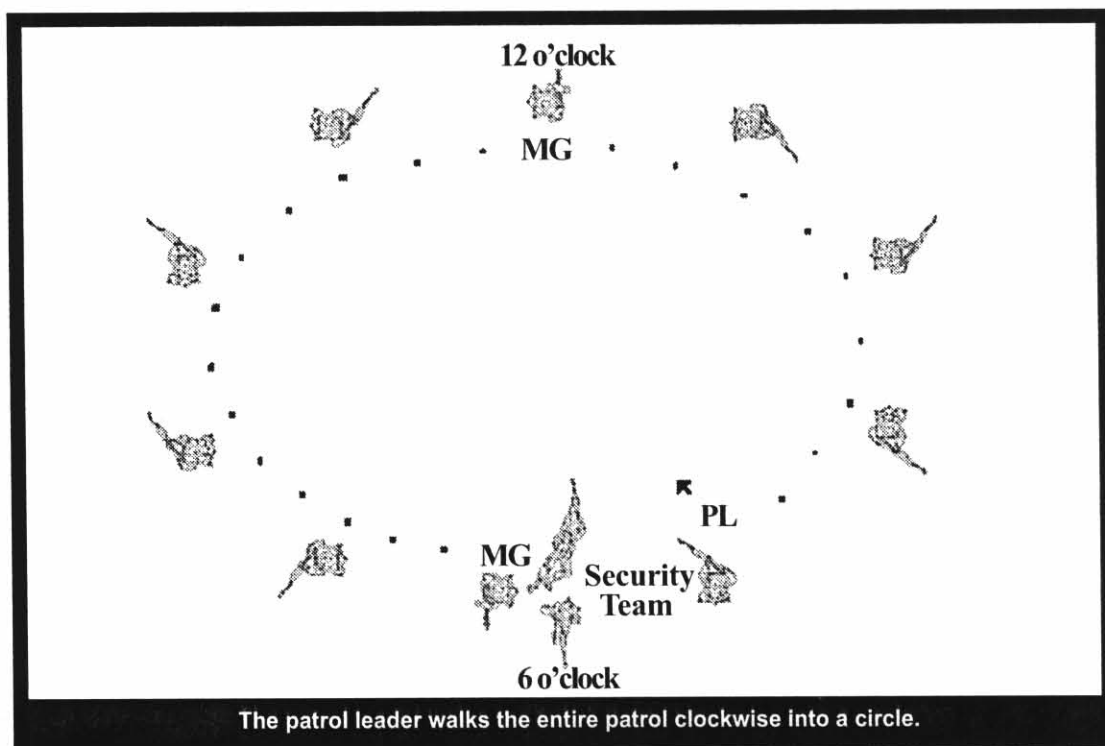 12 o’clock
MG
PL
MG
Security
Team
6 o’clock
The patrol leader walks the entire patrol clockwise into a circle.